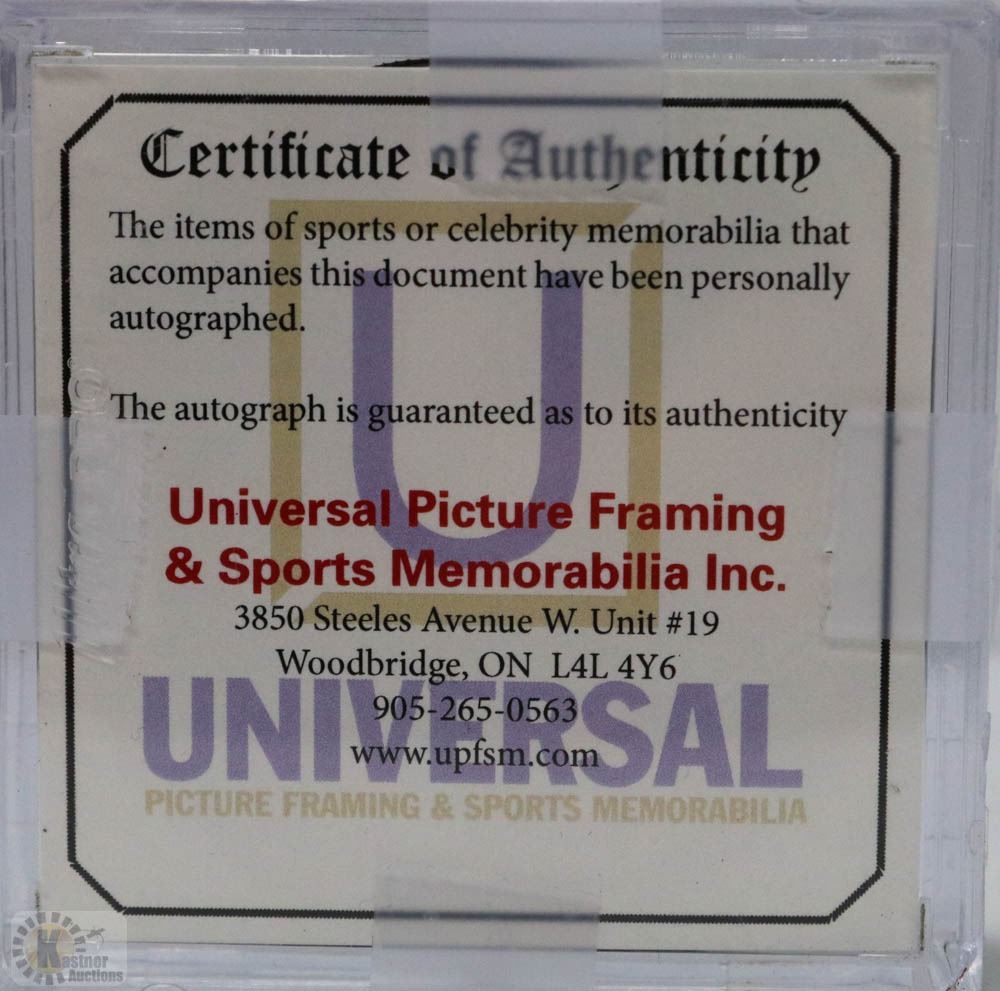 Certificate of Authenticity
The items of sports or celebrity memorabilia that
accompanies this document have been personally
autographed.
The autograph is guaranteed as to its authenticity
Universal Picture Framing
& Sports Memorabilia Inc.
3850 Steeles Avenue W. Unit #19
Woodbridge, ON L4L 4Y6
905-265-0563
www.upfsm.com
U
UNIVERSAL
PICTURE FRAMING & SPORTS MEMORABILIA
Kastner
Auctions